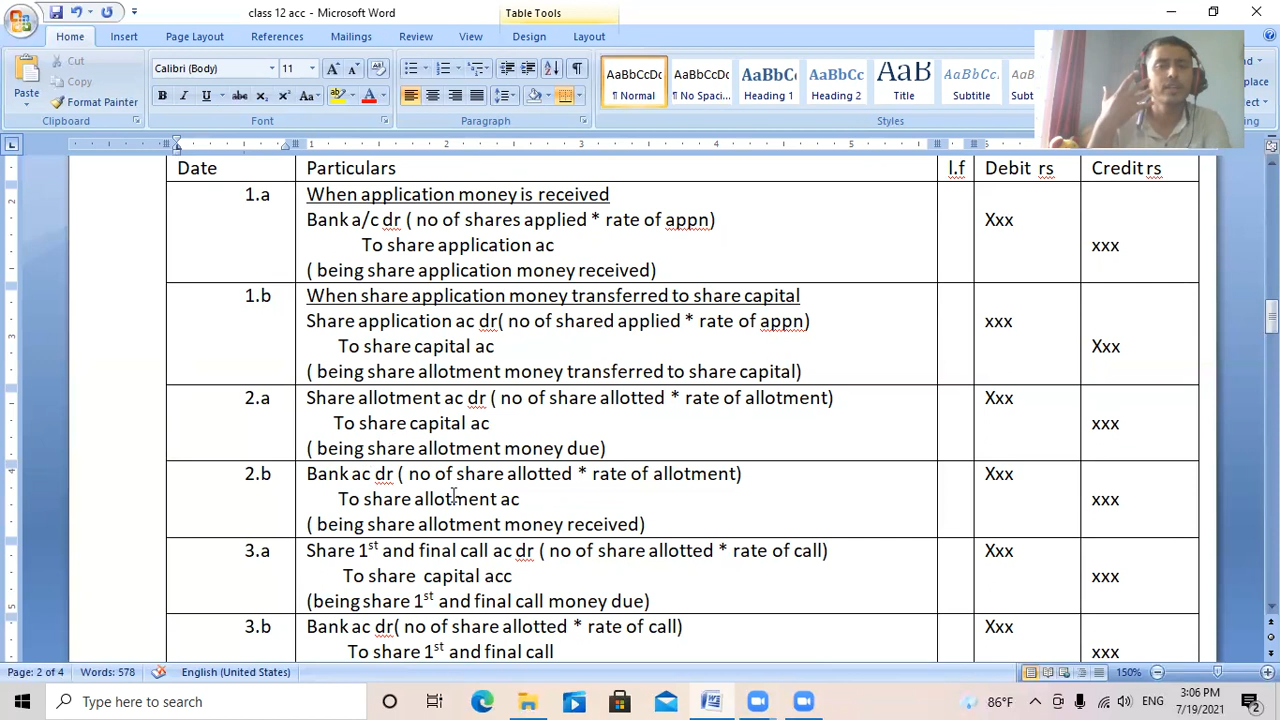 class 12 acc - Microsoft Word
Table Tools
Home Insert Page Layout References Mailings Review View Design Layout
Cut
Copy
Format Painter
Paste
Calibri (Body) 11
AaBbCcDc AaBbCcDc AaBbC AaBbCc AaB AaBbCc. AaBbCcDc
¶ Normal ¶ No Spaci... Heading 1 Heading 2 Title Subtitle
Clipboard Font Paragraph Styles
Date Particulars l.f Debit rs Credit rs
1.a When application money is received
Bank a/c dr ( no of shares applied * rate of appn) Xxx
To share application ac xxx
( being share application money received)
1.b When share application money transferred to share capital
Share application ac dr( no of shared applied * rate of appn) xxx
To share capital ac Xxx
( being share allotment money transferred to share capital)
2.a Share allotment ac dr ( no of share allotted * rate of allotment) Xxx
To share capital ac xxx
( being share allotment money due)
2.b Bank ac dr ( no of share allotted * rate of allotment) Xxx
To share allotment ac xxx
( being share allotment money received)
3.a Share 1st and final call ac dr ( no of share allotted * rate of call) Xxx
To share capital acc xxx
(being share 1st and final call money due)
3.b Bank ac dr( no of share allotted * rate of call) Xxx
To share 1st and final call xxx
Page: 2 of 4 Words: 578 English (United States) 150%
Type here to search 86°F ENG 3:06 PM
7/19/2021 2